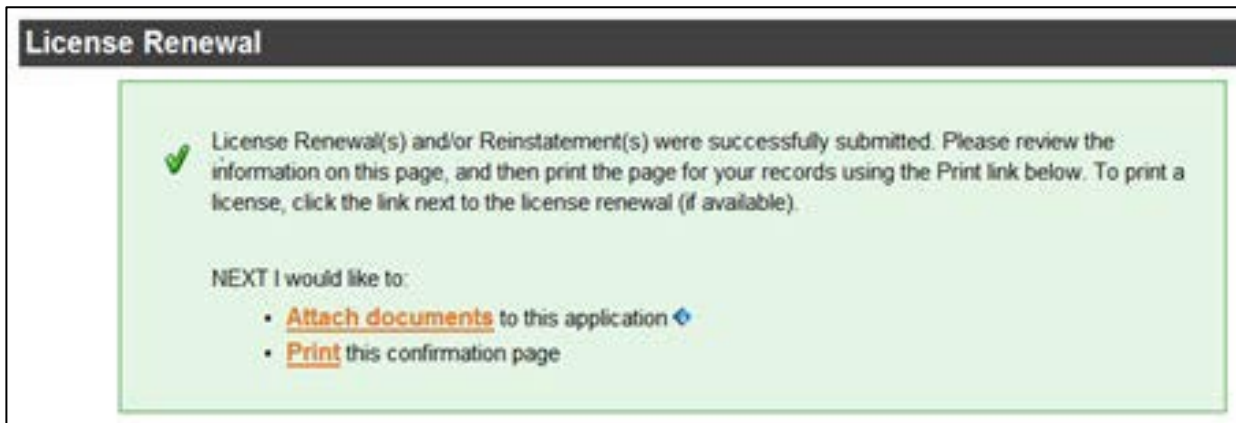 License Renewal
License Renewal(s) and/or Reinstatement(s) were successfully submitted. Please review the
information on this page, and then print the page for your records using the Print link below. To print a
license, click the link next to the license renewal (if available).
NEXT I would like to:
• Attach documents to this application
• Print this confirmation page